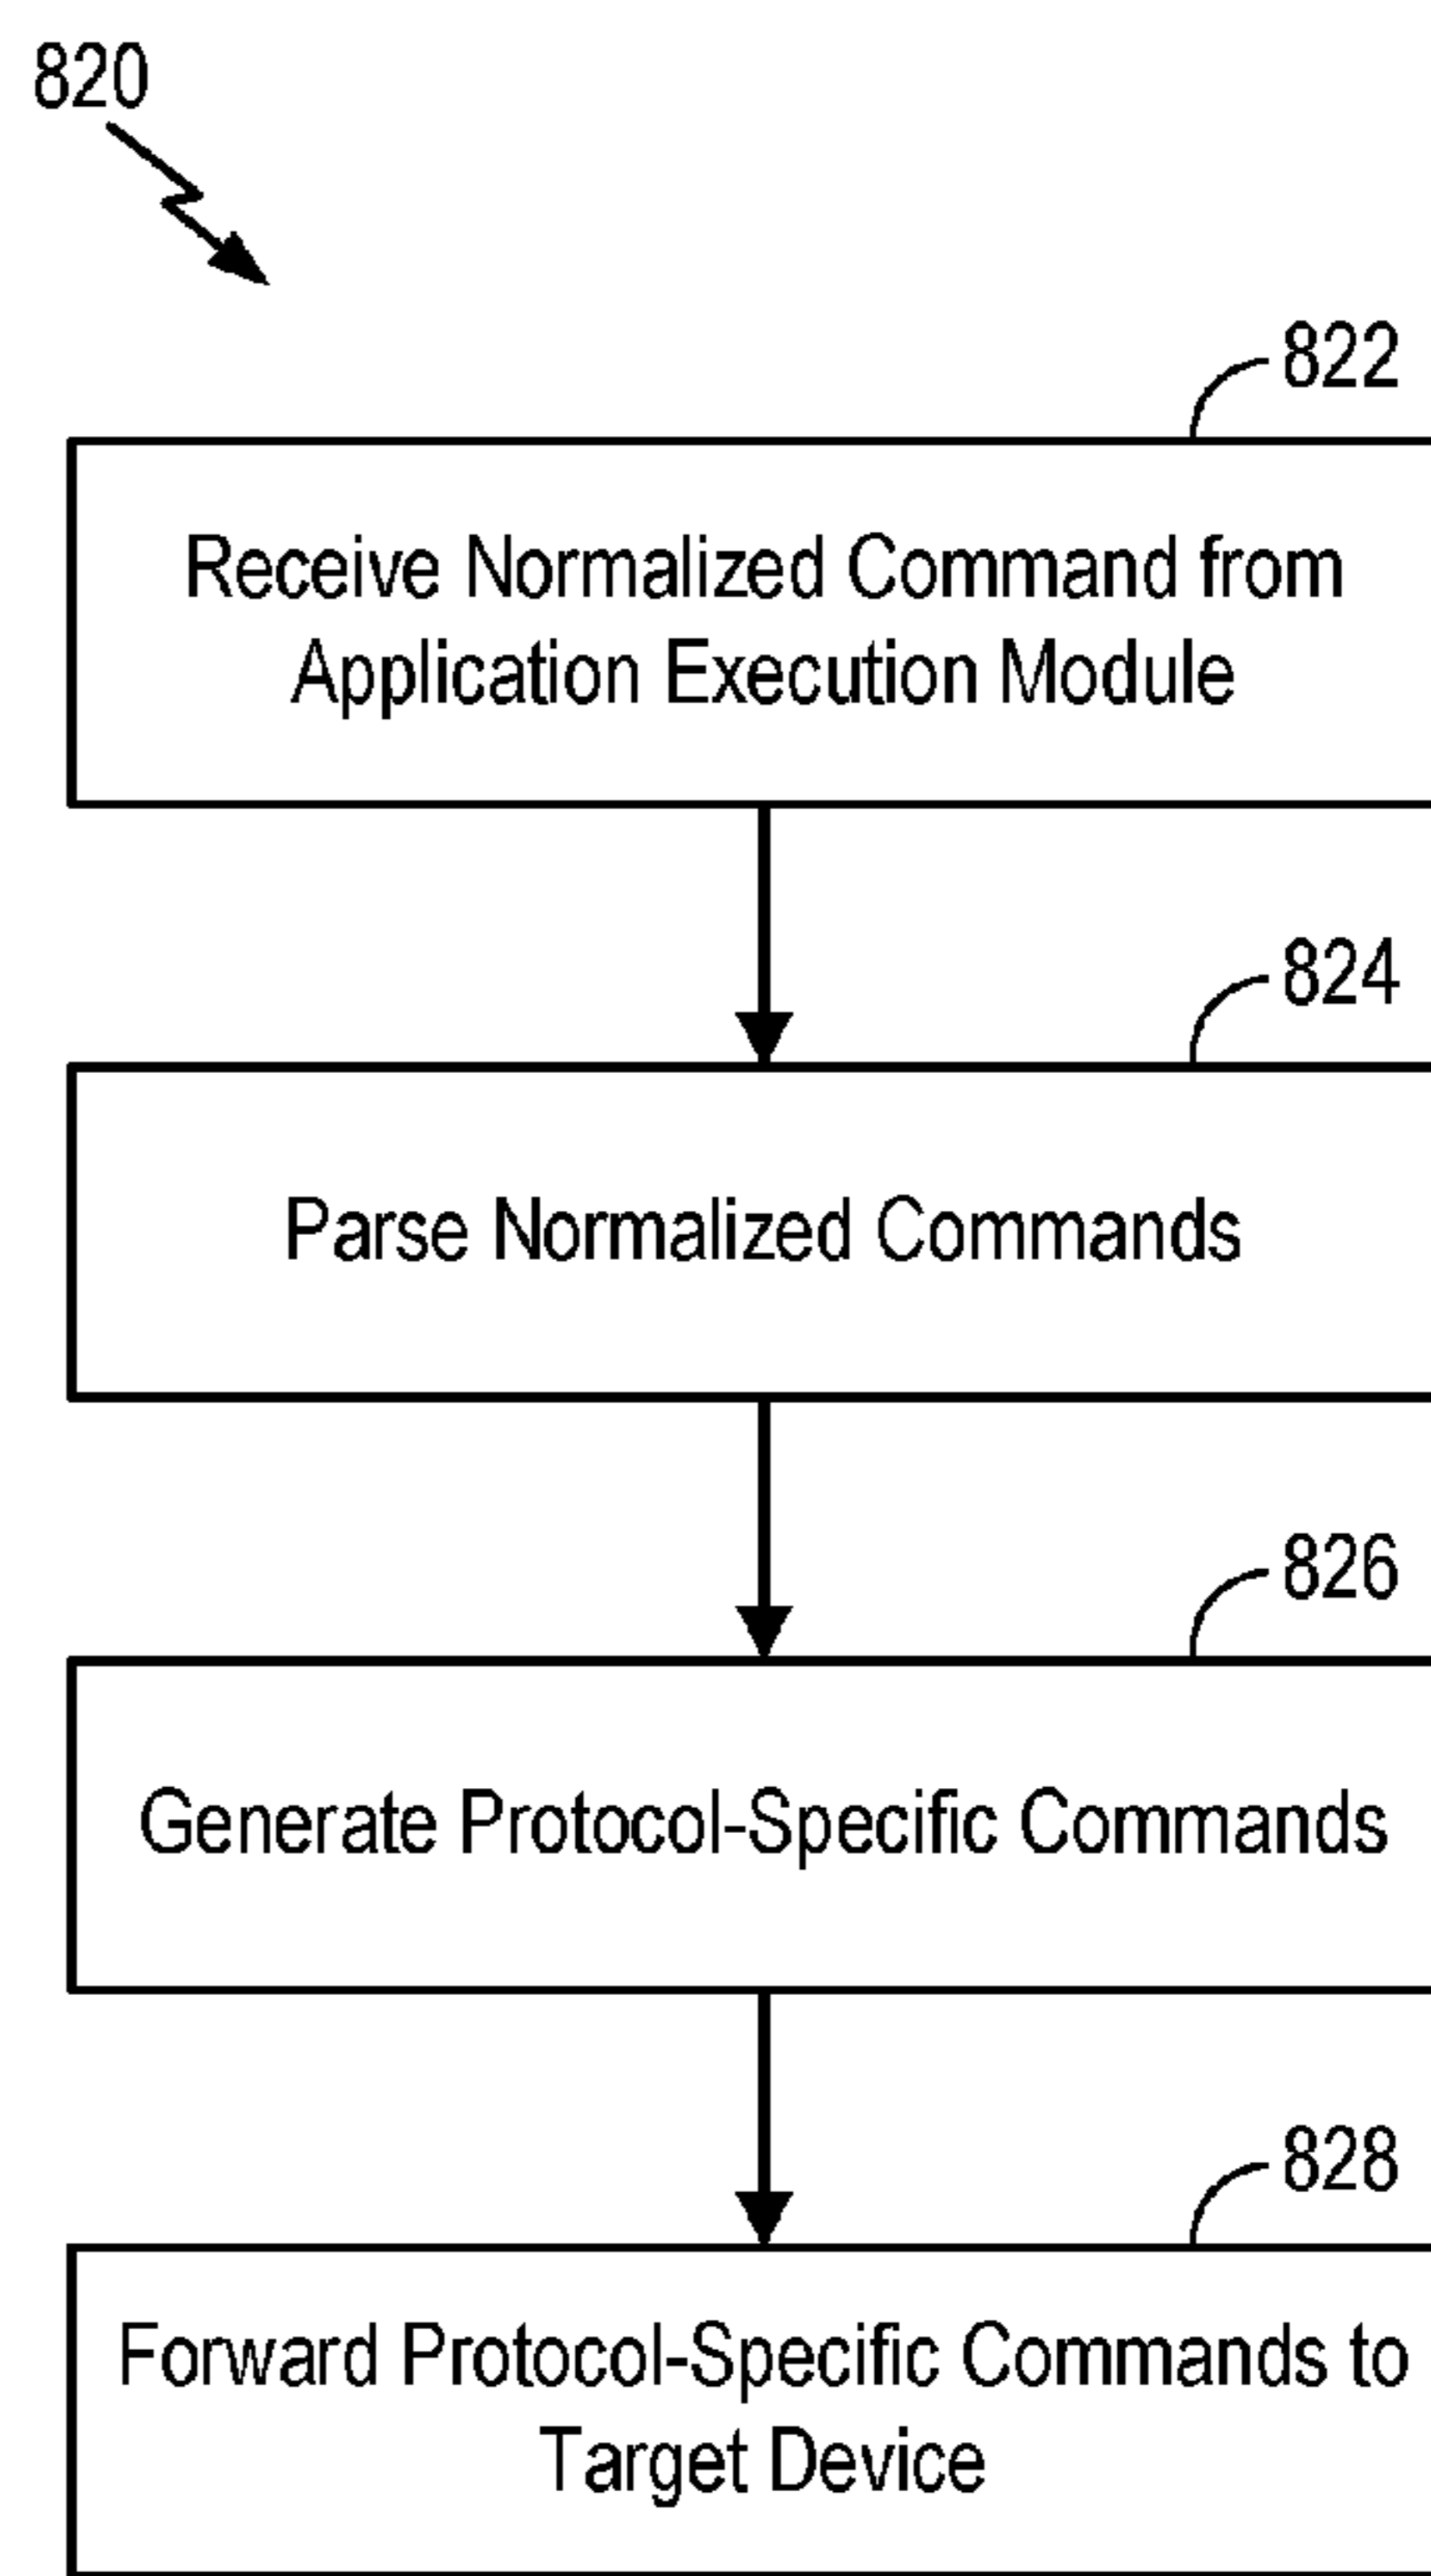 820
822
Receive Normalized Command from
Application Execution Module
824
Parse Normalized Commands
826
Generate Protocol-Specific Commands
828
Forward Protocol-Specific Commands to
Target Device